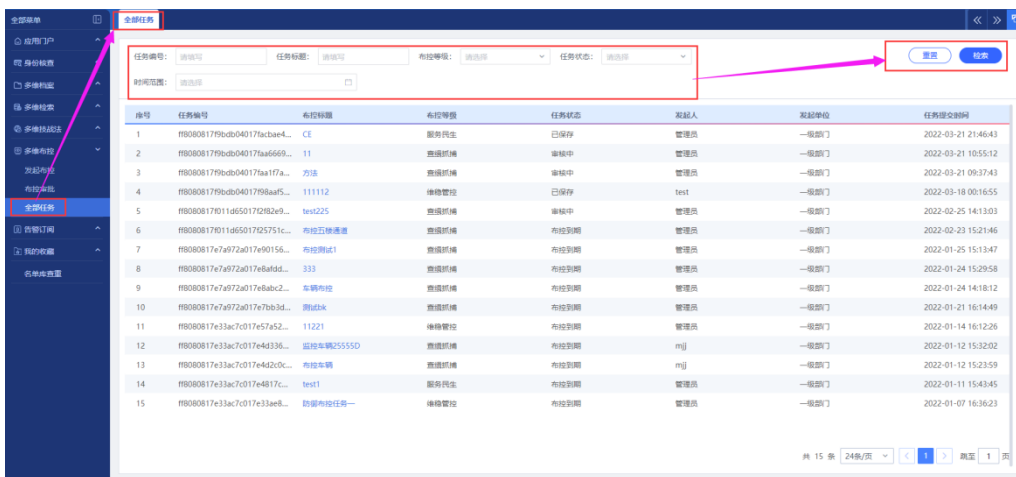 全部菜单
全部任务
应用门户
身份核查
多维档案
多维检索
多维技战法
多维布控
发起布控
布控审批
全部任务
告警订阅
我的收藏
名单库查重
任务编号: 请填写 任务标题: 请填写 布控等级: 请选择 任务状态: 请选择 重置 检索
时间范围: 请选择
序号 任务编号 布控标题 布控等级 任务状态 发起人 发起单位 任务提交时间
1 ff8080817f9bdb04017facbae4... CE 服务民生 已保存 管理员 一级部门 2022-03-21 21:46:43
2 ff8080817f9bdb04017faa6669... 11 查缉抓捕 审核中 管理员 一级部门 2022-03-21 10:55:12
3 ff8080817f9bdb04017faa1f7a... 方法 查缉抓捕 审核中 管理员 一级部门 2022-03-21 09:37:43
4 ff8080817f9bdb04017f98aaf5... 111112 维稳管控 已保存 test 一级部门 2022-03-18 00:16:55
5 ff8080817f011d65017f2f82e9... test225 查缉抓捕 审核中 管理员 一级部门 2022-02-25 14:13:03
6 ff8080817f011d65017f25751c... 布控五楼通道 查缉抓捕 布控到期 管理员 一级部门 2022-02-23 15:21:46
7 ff8080817e7a972a017e90156... 布控测试1 查缉抓捕 布控到期 管理员 一级部门 2022-01-25 15:13:47
8 ff8080817e7a972a017e8afdd... 333 查缉抓捕 布控到期 管理员 一级部门 2022-01-24 15:29:58
9 ff8080817e7a972a017e8abc2... 车辆布控 查缉抓捕 布控到期 管理员 一级部门 2022-01-24 14:18:12
10 ff8080817e7a972a017e7bb3d... 测试bk 查缉抓捕 布控到期 管理员 一级部门 2022-01-21 16:14:49
11 ff8080817e33ac7c017e57a52... 11221 维稳管控 布控到期 管理员 一级部门 2022-01-14 16:12:26
12 ff8080817e33ac7c017e4d336... 监控车辆25555D 查缉抓捕 布控到期 mjj 一级部门 2022-01-12 15:32:02
13 ff8080817e33ac7c017e4d2c0c... 布控车辆 查缉抓捕 布控到期 mjj 一级部门 2022-01-12 15:23:59
14 ff8080817e33ac7c017e4817c... test1 服务民生 布控到期 管理员 一级部门 2022-01-11 15:43:45
15 ff8080817e33ac7c017e33ae8... 防御布控任务一 维稳管控 布控到期 管理员 一级部门 2022-01-07 16:36:23
共 15 条 24条/页 1 跳至 1 页